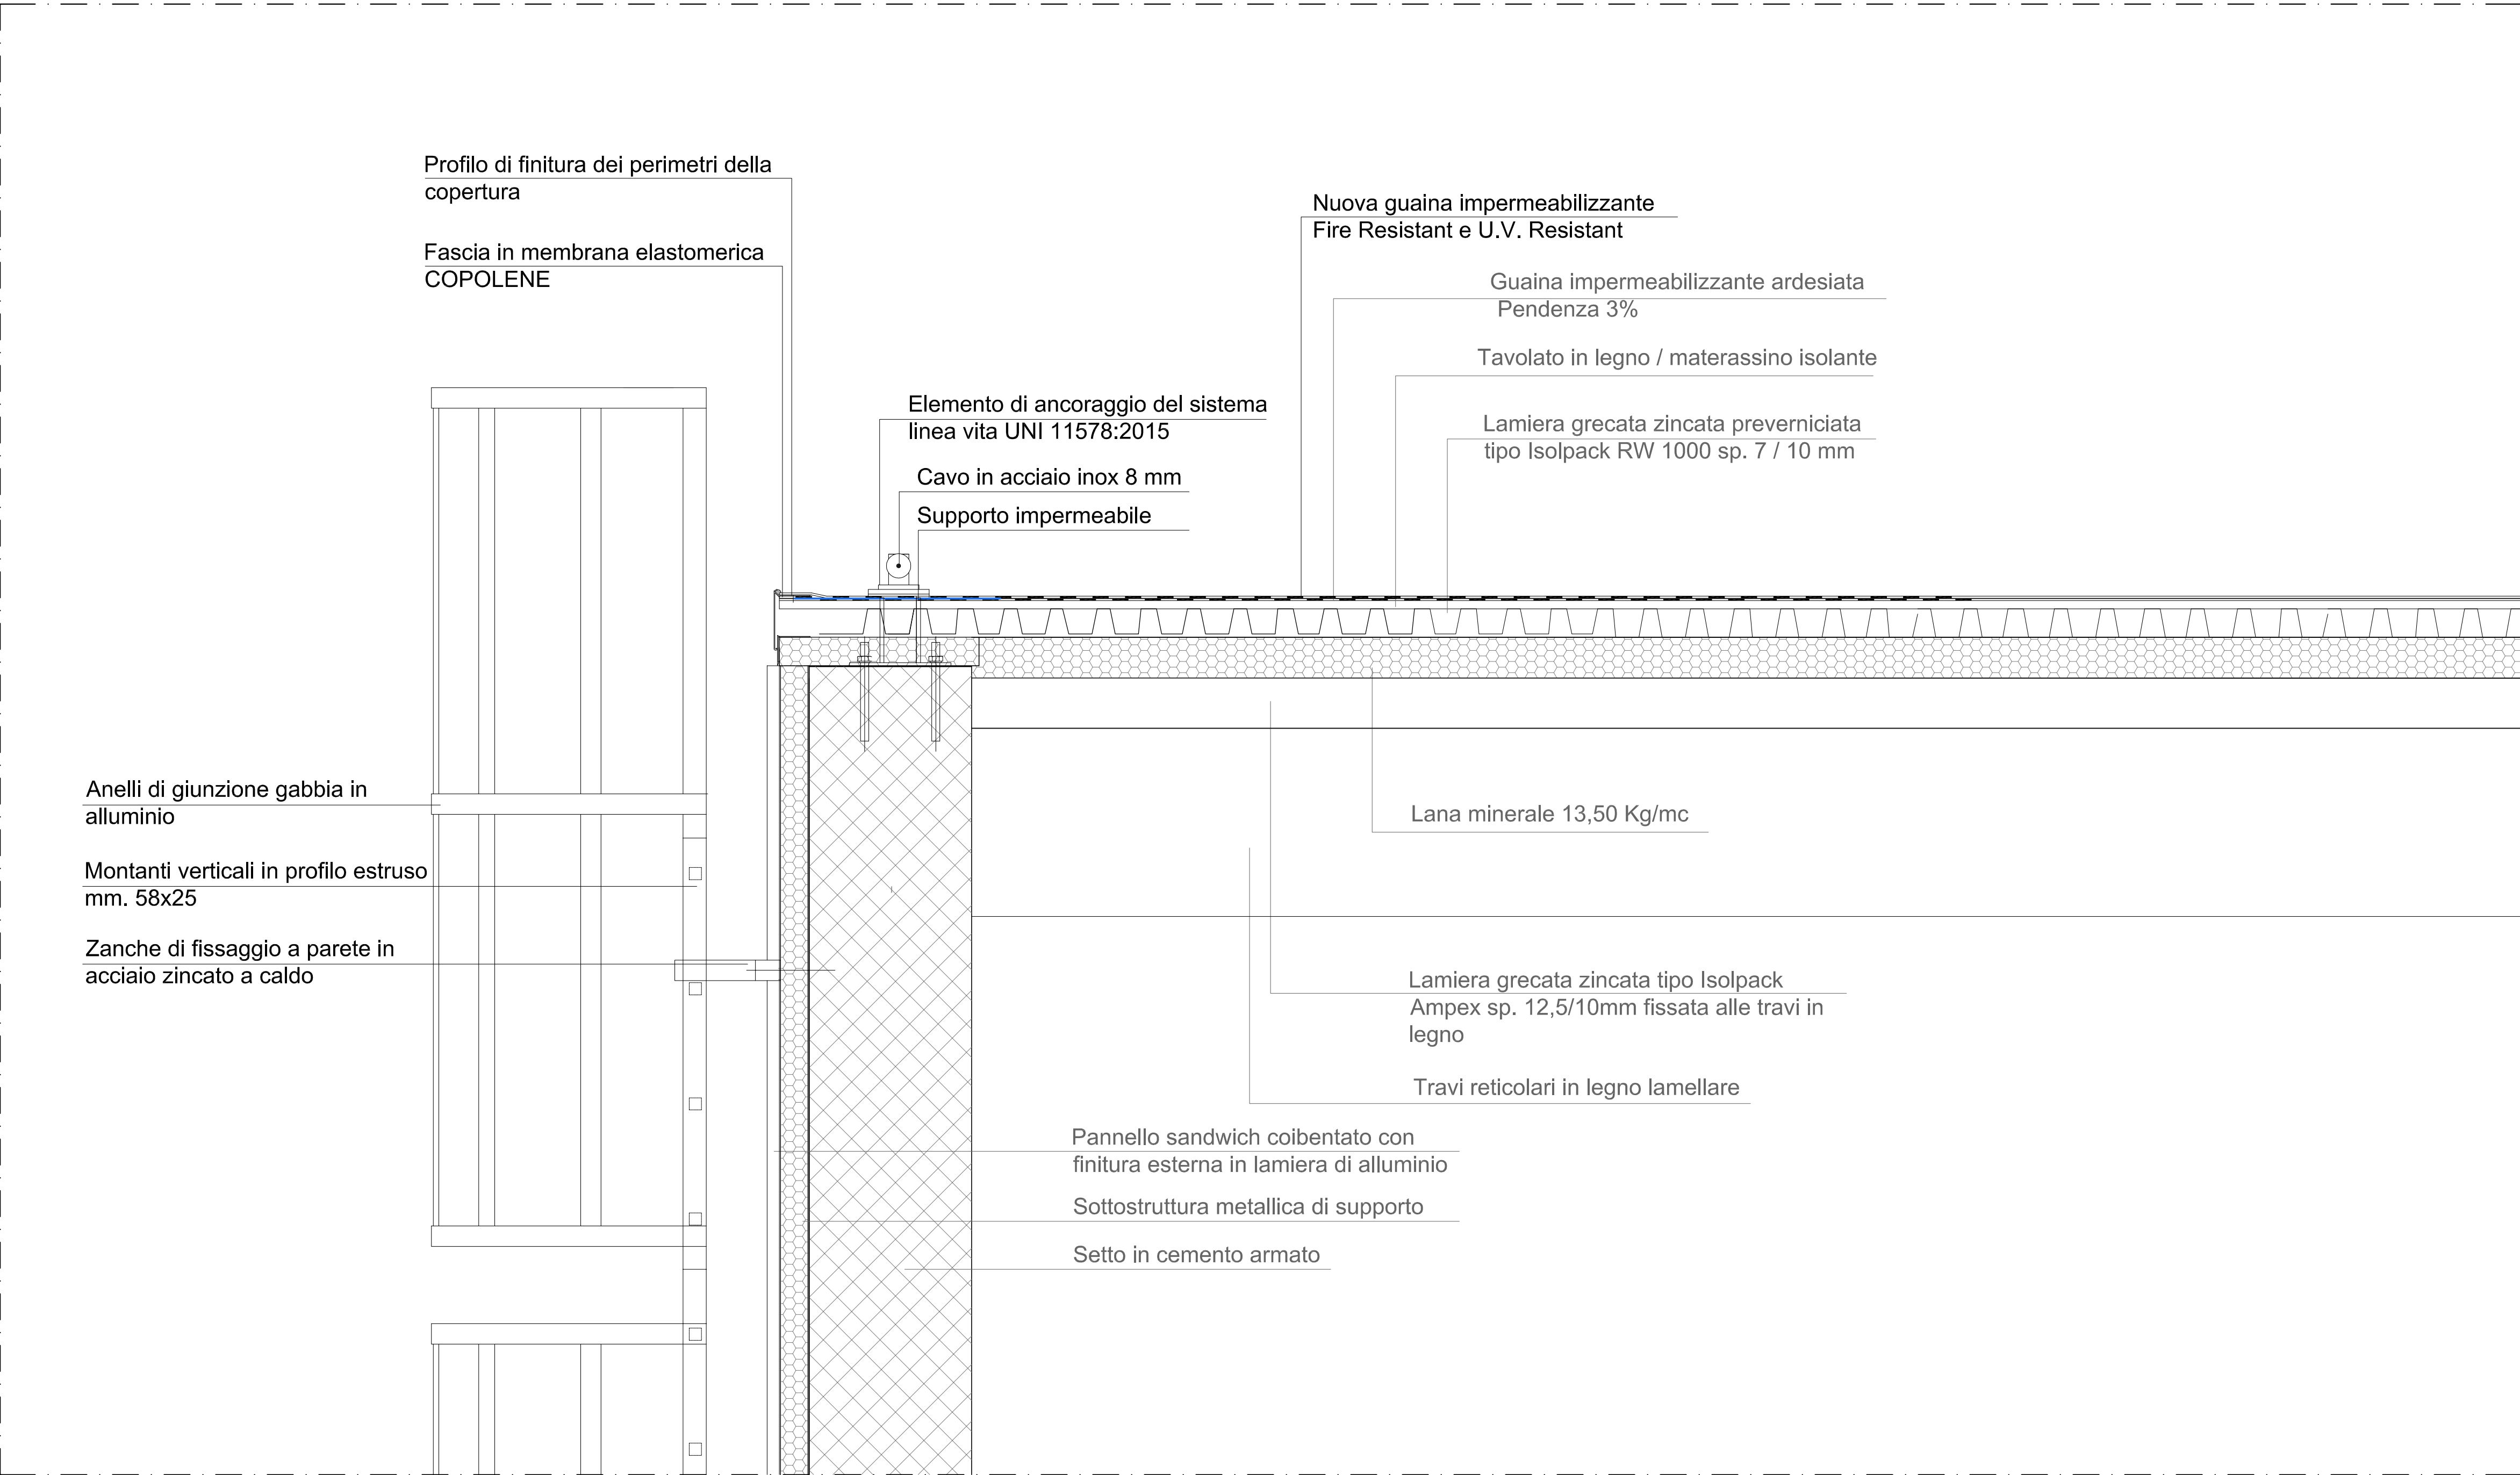 Profilo di finitura dei perimetri della
copertura
Fascia in membrana elastomerica
COPOLENE
Nuova guaina impermeabilizzante
Fire Resistant e U.V. Resistant
Guaina impermeabilizzante ardesiata
Pendenza 3%
Tavolato in legno / materassino isolante
Lamiera grecata zincata preverniciata
tipo Isolpack RW 1000 sp. 7 / 10 mm
Elemento di ancoraggio del sistema
linea vita UNI 11578:2015
Cavo in acciaio inox 8 mm
Supporto impermeabile
Anelli di giunzione gabbia in
alluminio
Montanti verticali in profilo estruso
mm. 58x25
Zanche di fissaggio a parete in
acciaio zincato a caldo
Lana minerale 13,50 Kg/mc
Lamiera grecata zincata tipo Isolpack
Ampex sp. 12,5/10mm fissata alle travi in
legno
Travi reticolari in legno lamellare
Pannello sandwich coibentato con
finitura esterna in lamiera di alluminio
Sottostruttura metallica di supporto
Setto in cemento armato